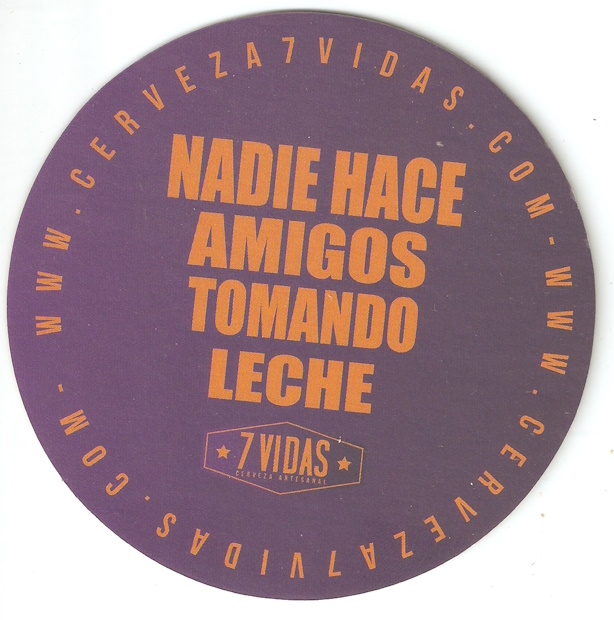 WWW.CERVEZA7VIDAS.COM-WWW.CERVEZA7VIDAS.COM-
NADIE HACE
AMIGOS
TOMANDO
LECHE
7 VIDAS
CERVEZA ARTESANAL